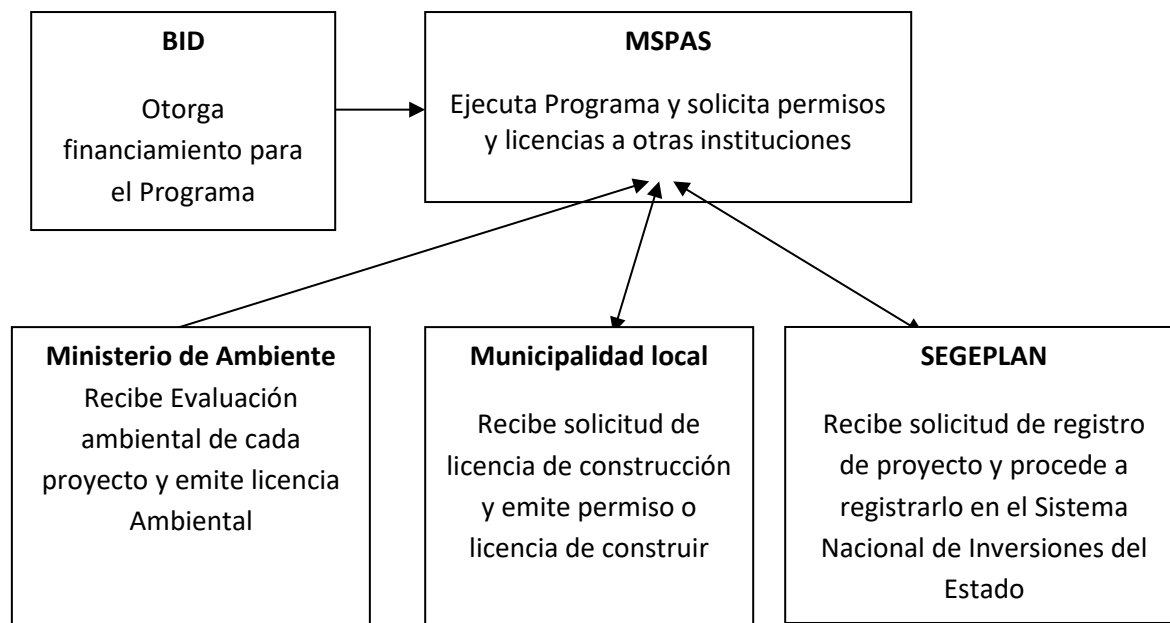 BID
Otorga
financiamiento para
el Programa
MSPAS
Ejecuta Programa y solicita permisos
y licencias a otras instituciones
Ministerio de Ambiente
Recibe Evaluación
ambiental de cada
proyecto y emite licencia
Ambiental
Municipalidad local
Recibe solicitud de
licencia de construcción
y emite permiso o
licencia de construir
SEGEPLAN
Recibe solicitud de registro
de proyecto y procede a
registrarlo en el Sistema
Nacional de Inversiones del
Estado